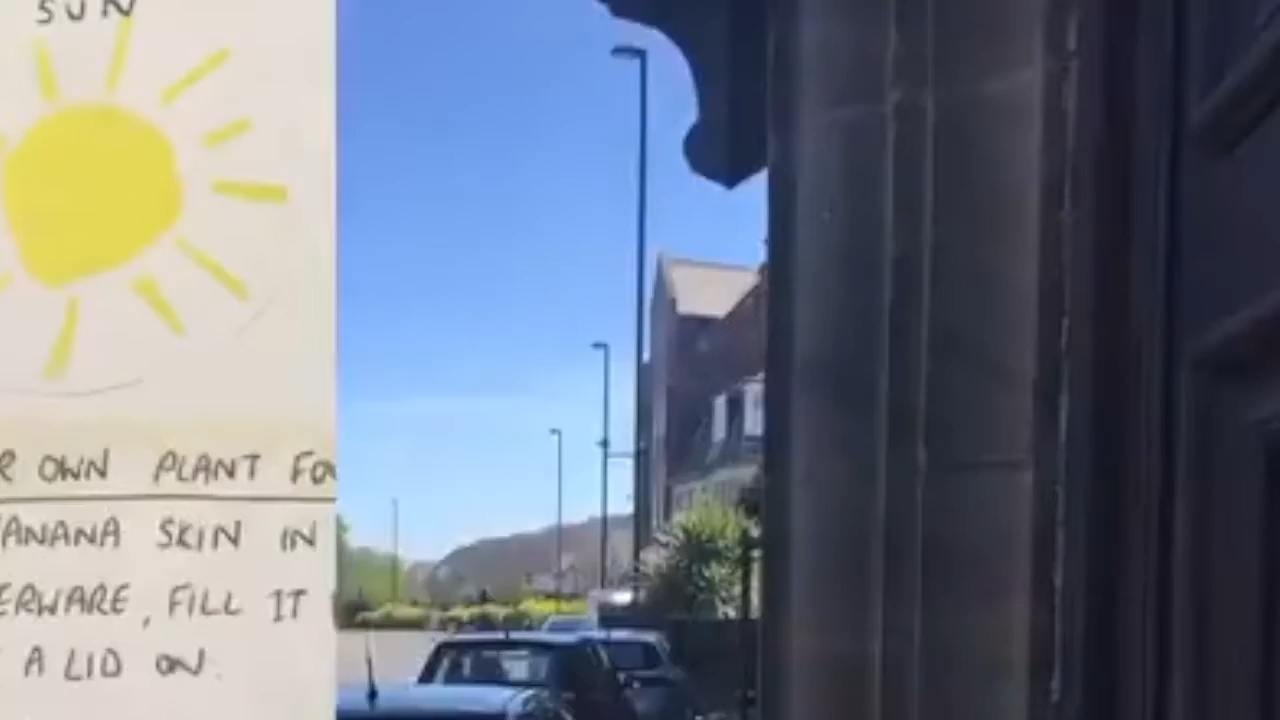 SUN
R OWN PLANT FO
ANANA SKIN IN
ERWARE, FILL IT
A LID ON.